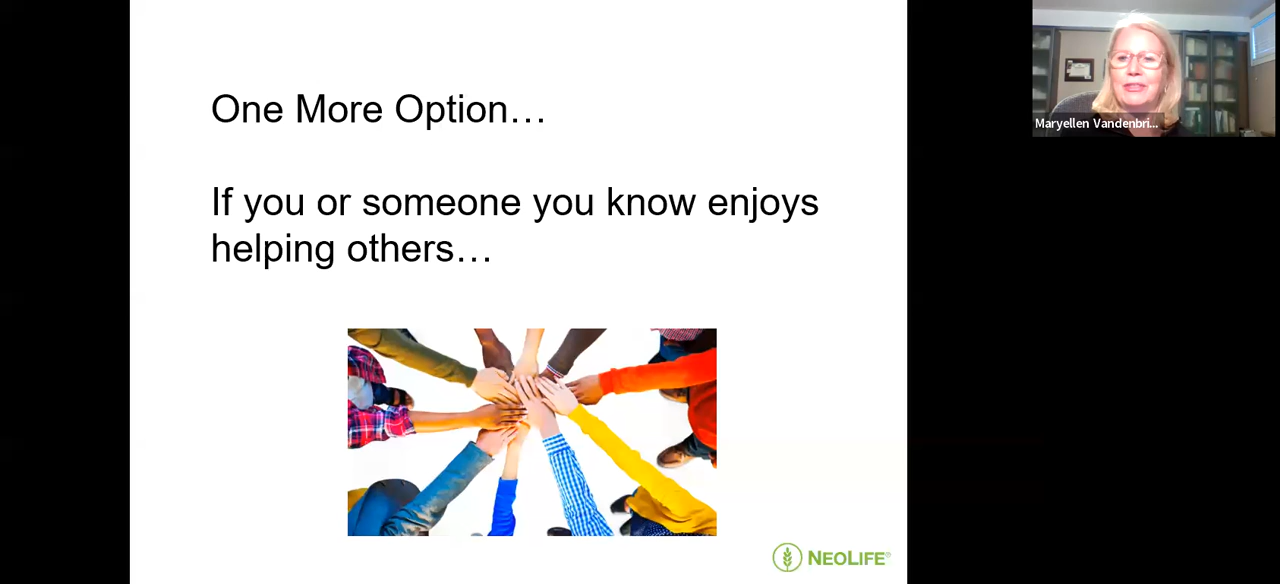 One More Option…
If you or someone you know enjoys
helping others…
NEOLIFE®
Maryellen Vandenbri...